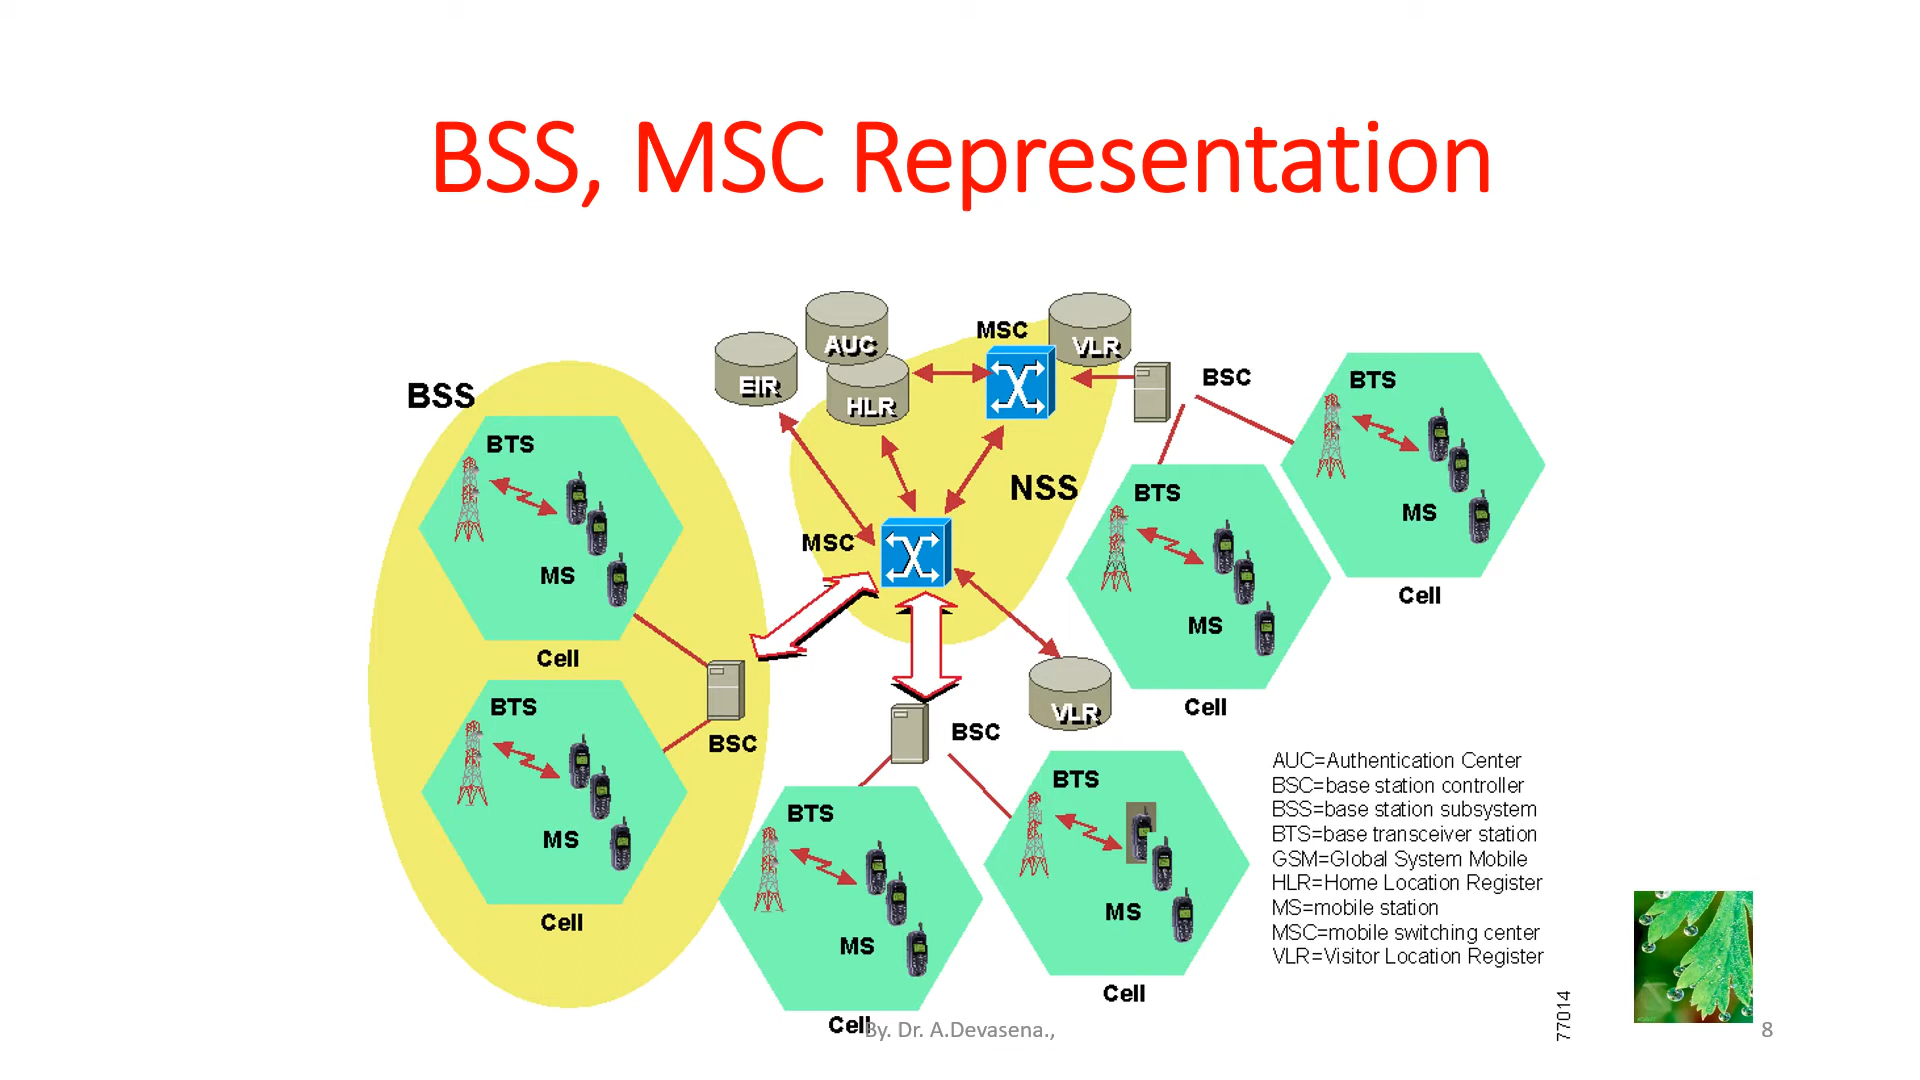 BSS, MSC Representation
AUC
MSC
VLR
EIR
HLR
BSC
BTS
MS
Cell
BSS
BTS
MS
Cell
NSS
MSC
BTS
MS
Cell
BTS
MS
Cell
BSC
VLR
BSC
BTS
MS
Cell
BTS
MS
Cell
AUC=Authentication Center
BSC=base station controller
BSS=base station subsystem
BTS=base transceiver station
GSM=Global System Mobile
HLR=Home Location Register
MS=mobile station
MSC=mobile switching center
VLR=Visitor Location Register
77014
By. Dr. A.Devasena.,
8